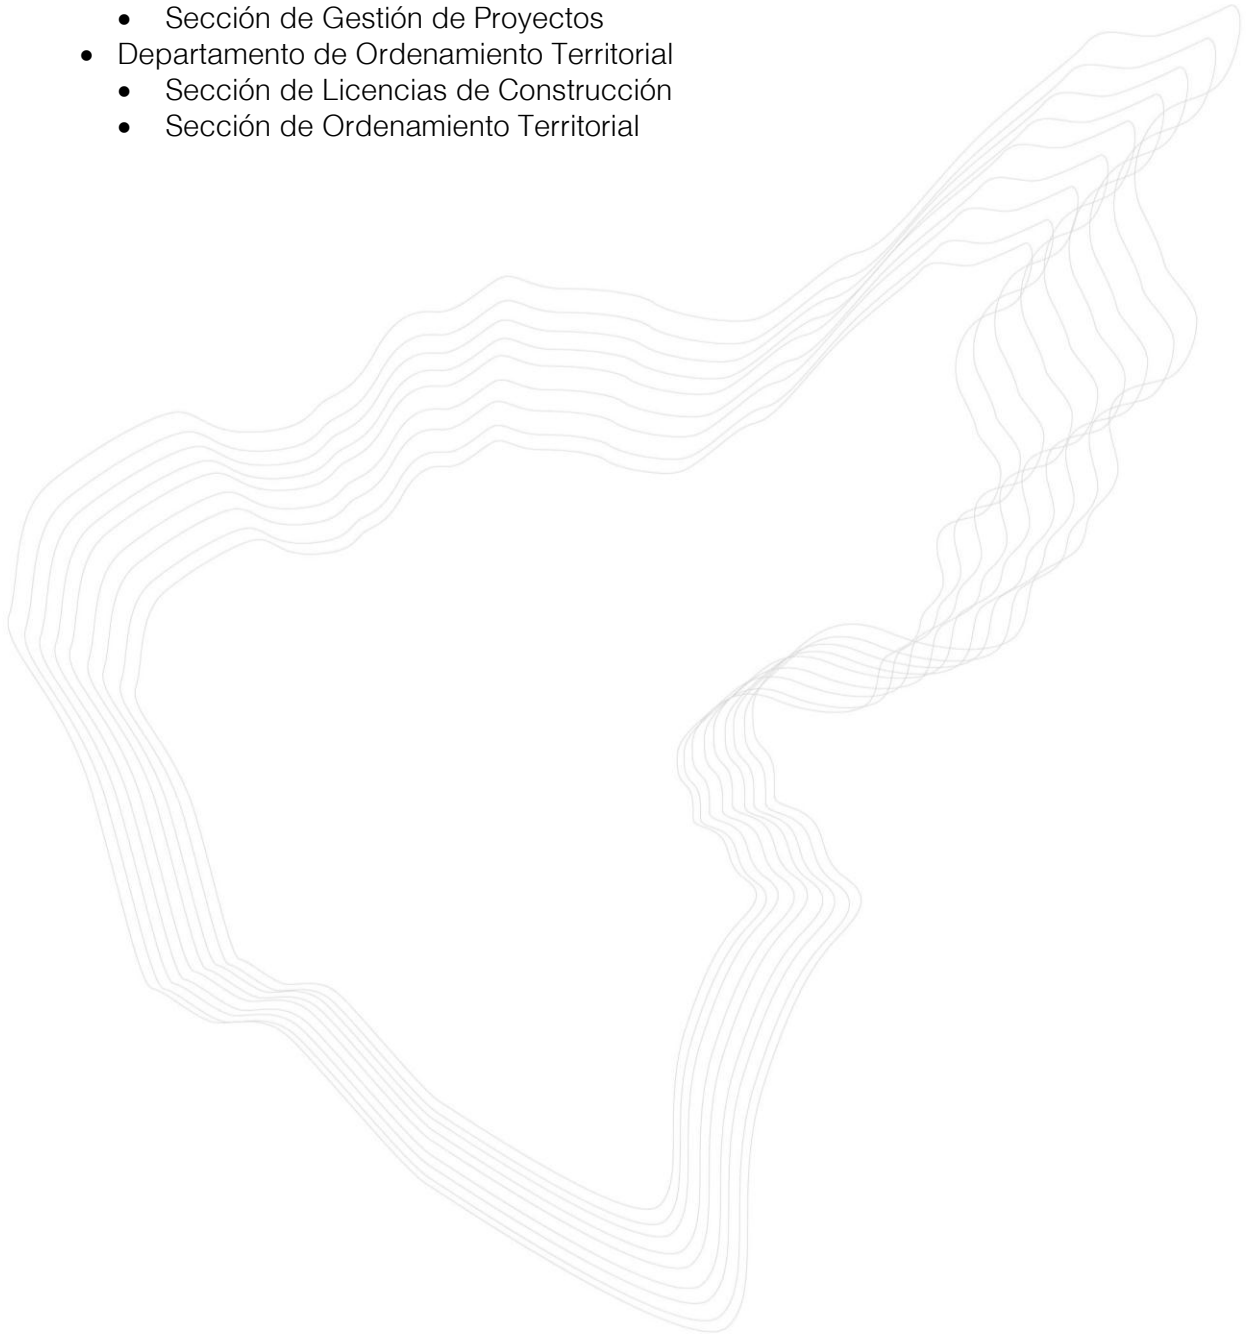 • Sección de Gestión de Proyectos
• Departamento de Ordenamiento Territorial
• Sección de Licencias de Construcción
• Sección de Ordenamiento Territorial